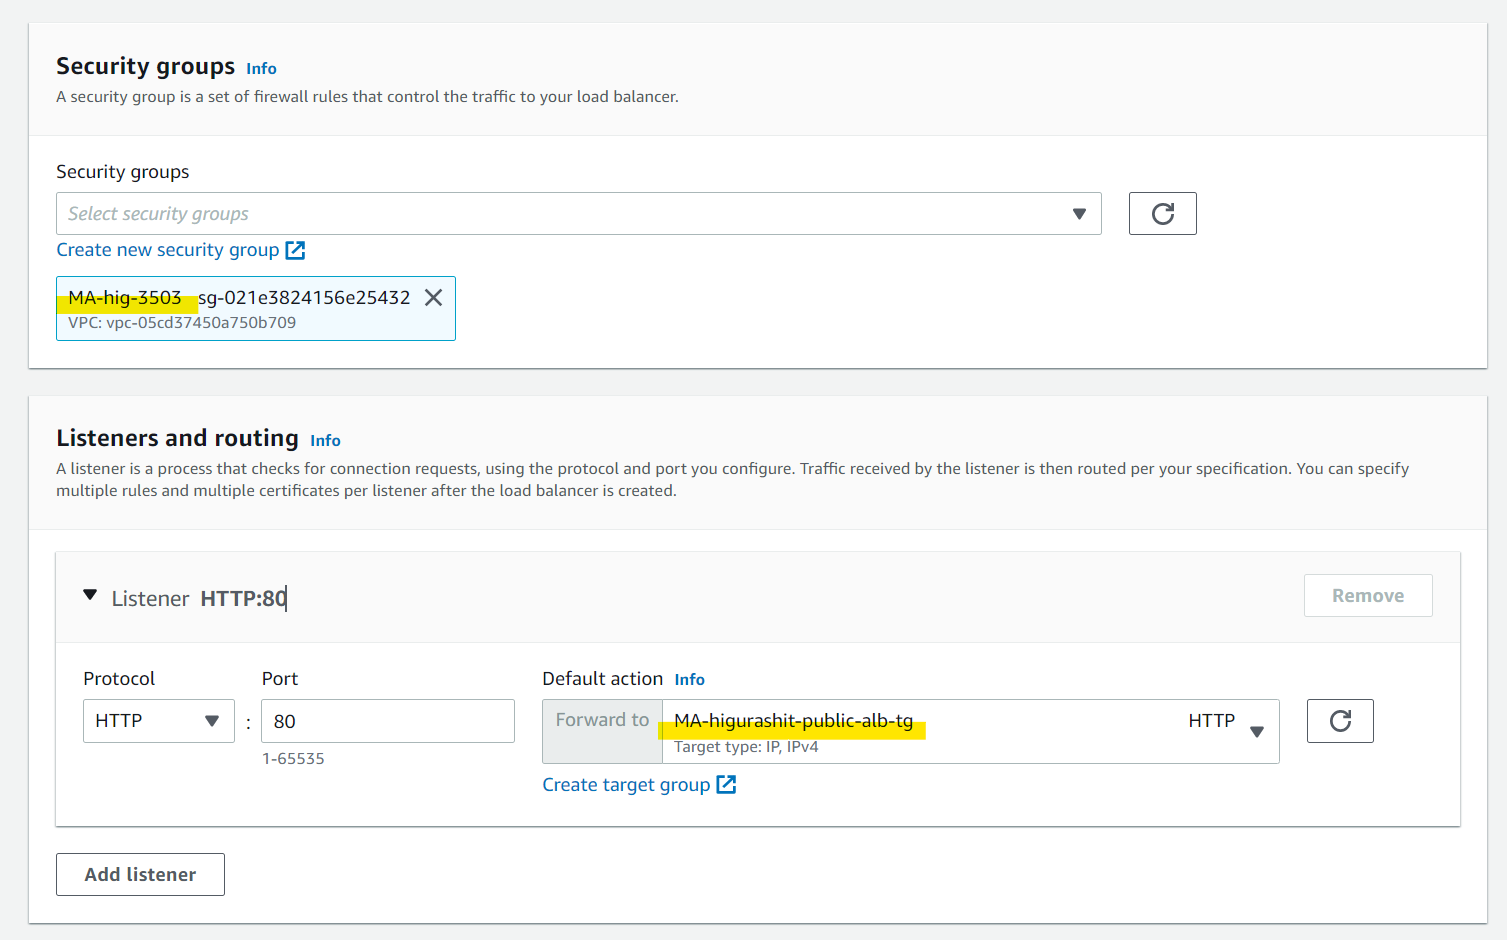 Security groups Info
A security group is a set of firewall rules that control the traffic to your load balancer.
Security groups
Select security groups
Create new security group
MA-hig-3503 sg-021e3824156e25432
VPC: vpc-05cd37450a750b709
Listeners and routing Info
A listener is a process that checks for connection requests, using the protocol and port you configure. Traffic received by the listener is then routed per your specification. You can specify
multiple rules and multiple certificates per listener after the load balancer is created.
Listener HTTP:80
Remove
Protocol
Port
Default action Info
HTTP
:
80
1-65535
Forward to
MA-higurashit-public-alb-tg
HTTP
Target type: IP, IPv4
Create target group
Add listener